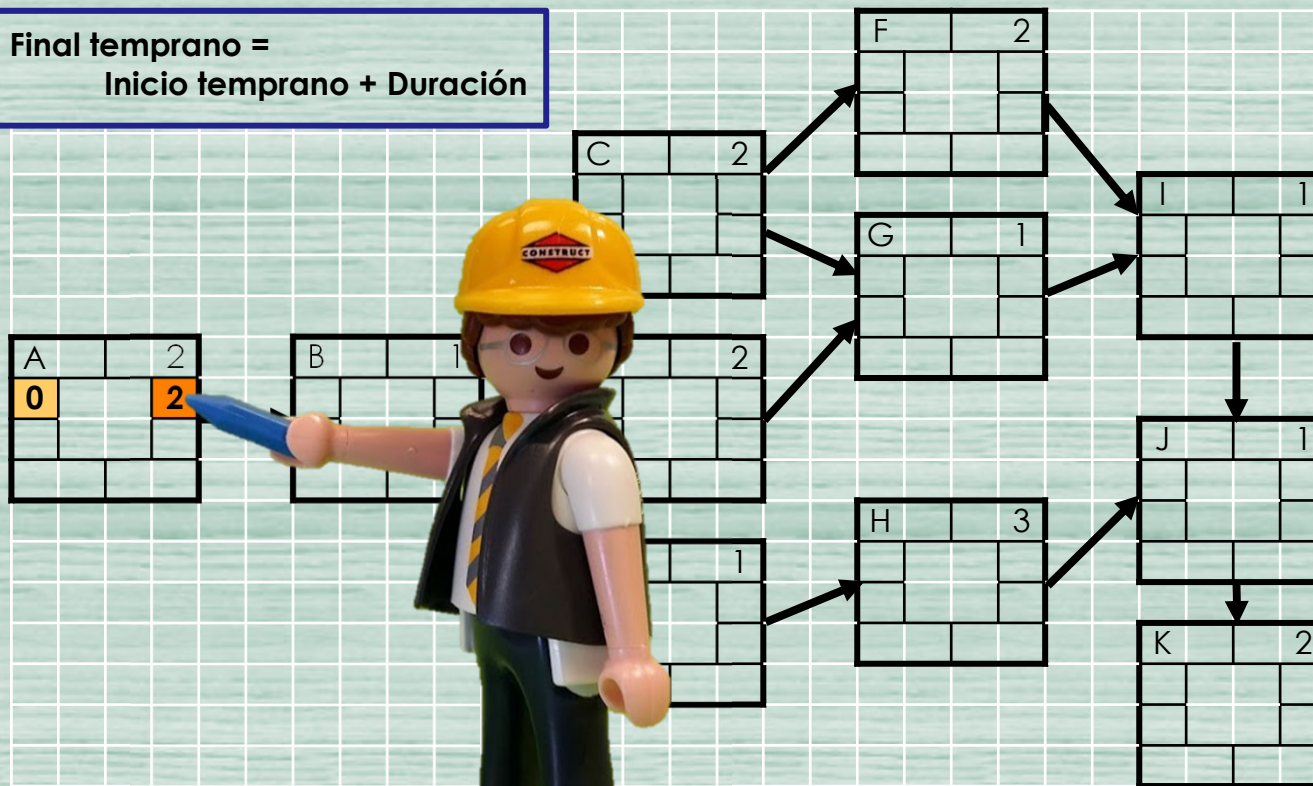 Final temprano =
Inicio temprano + Duración
F 2
C 2
I 1
G 1
CONSTRUCT
A 2
B 1
2
0 2
J 1
H 3
1
K 2